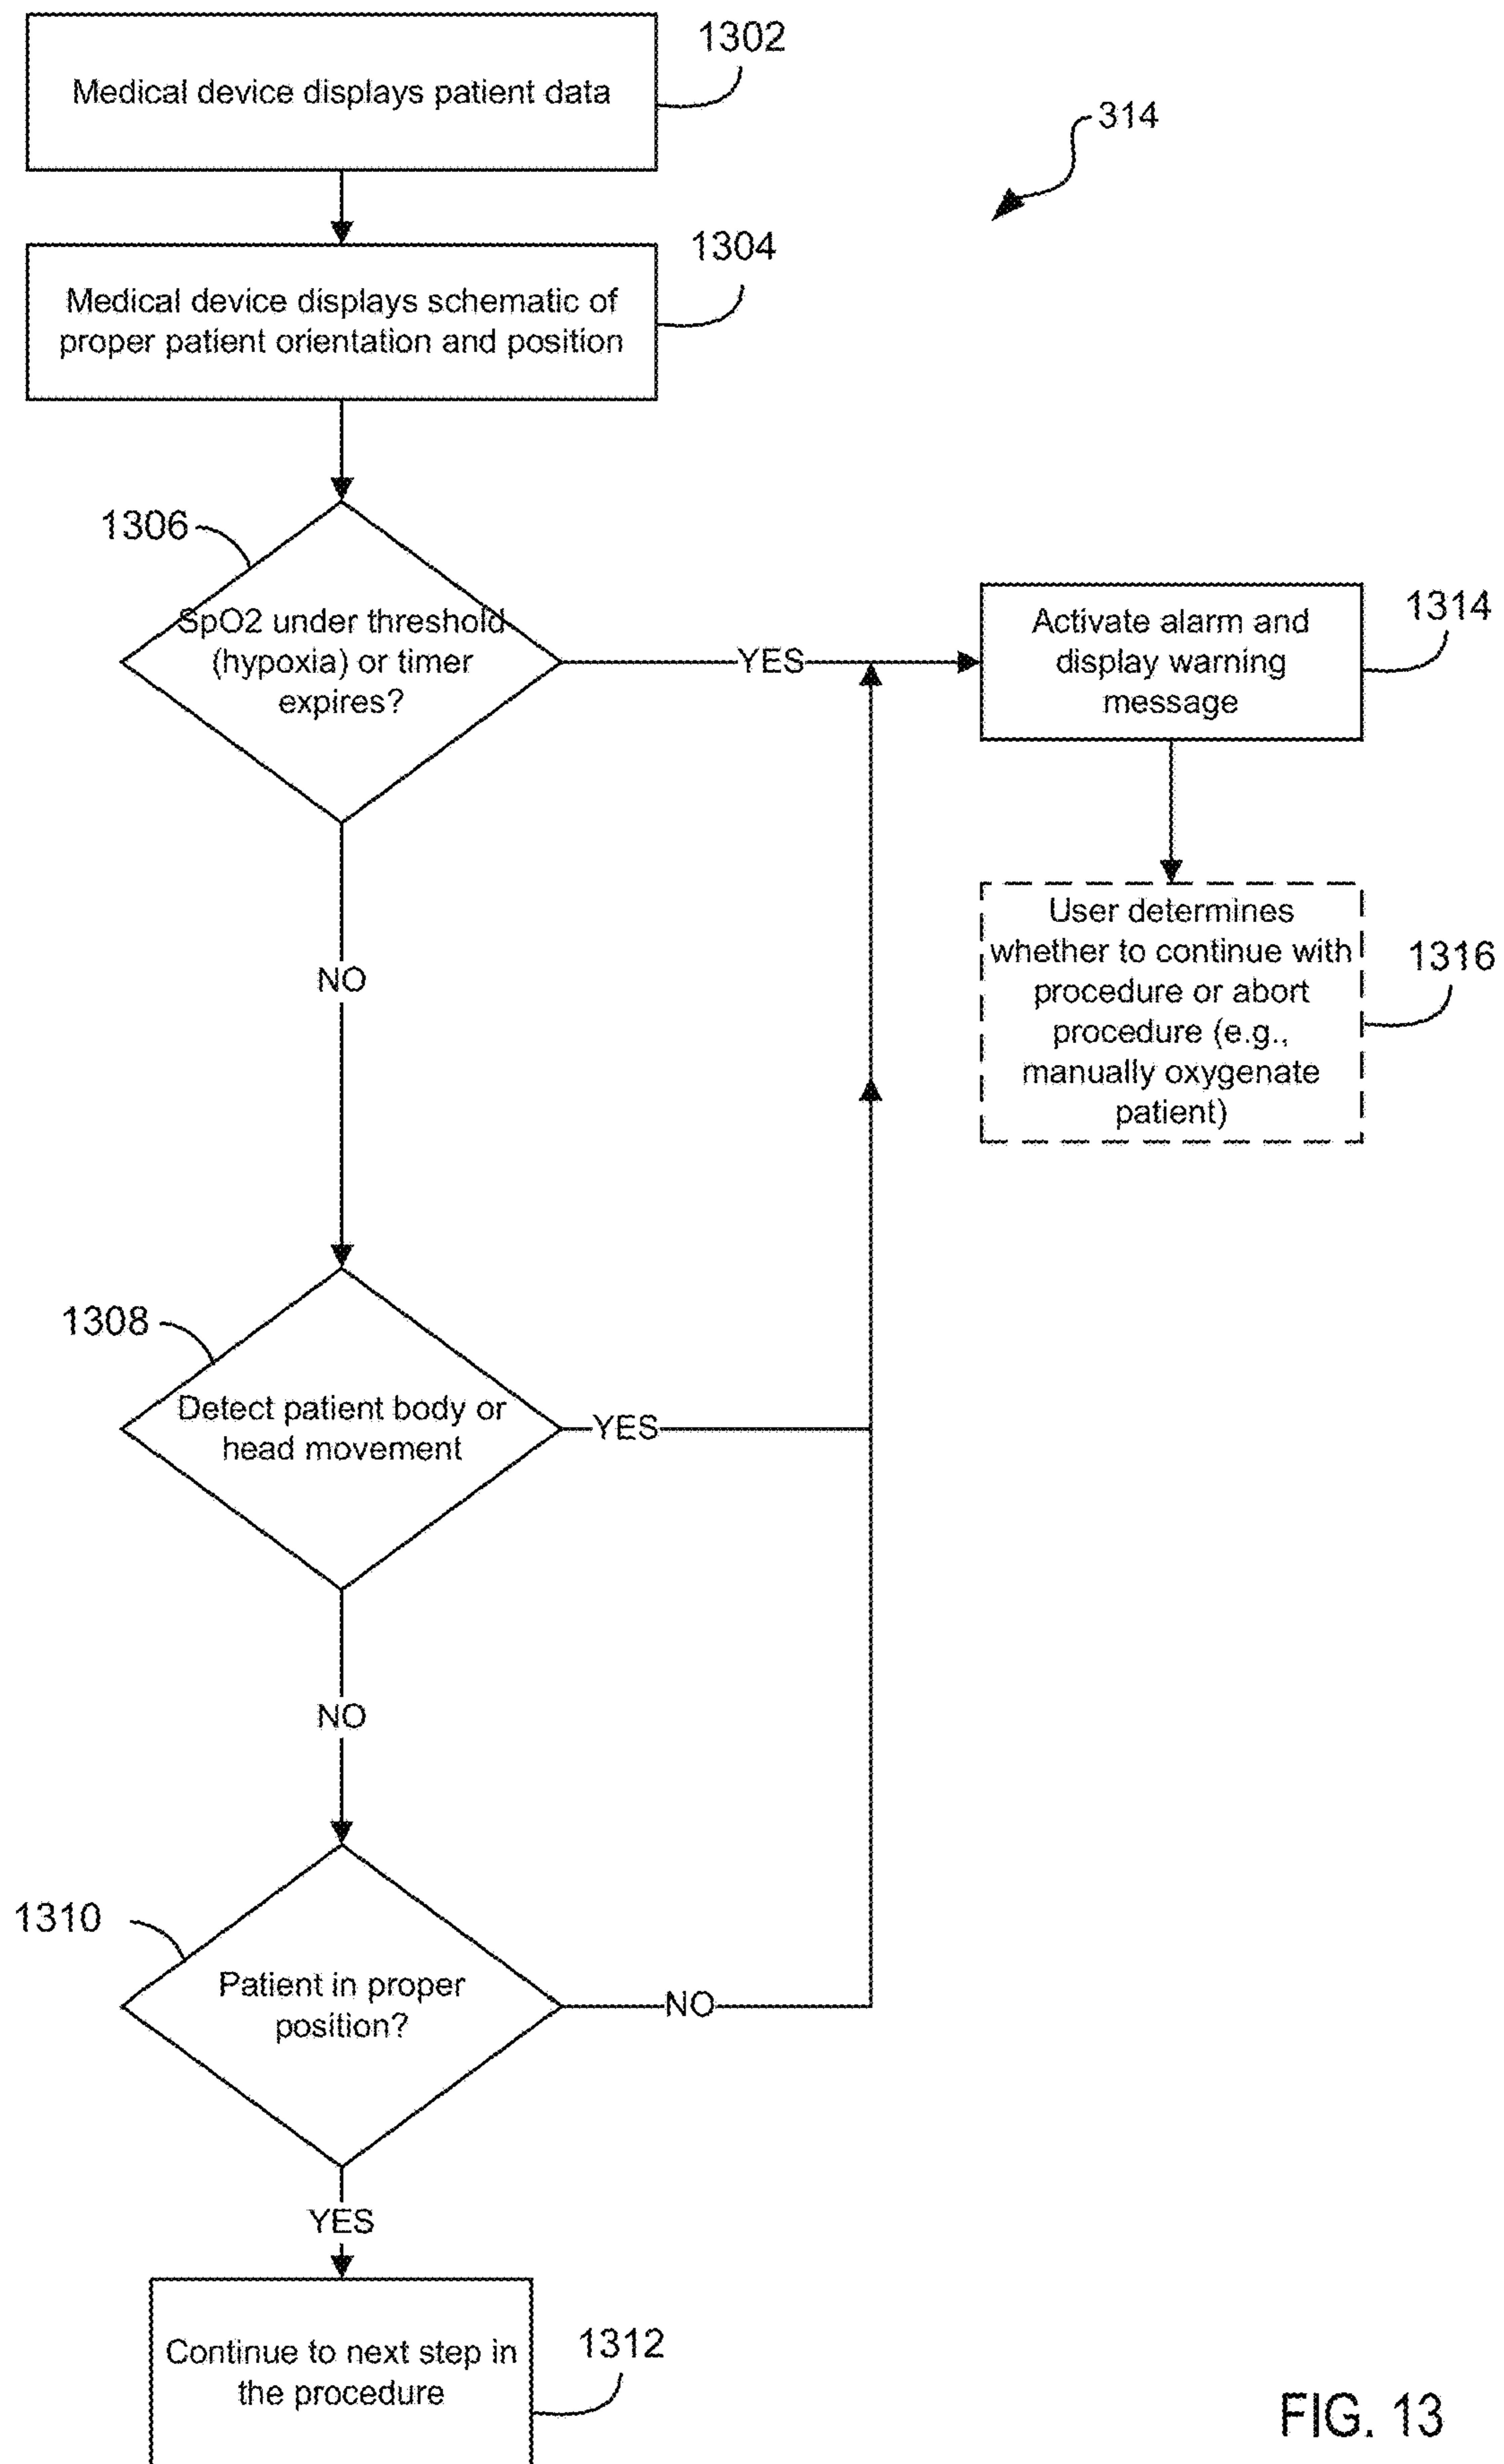 1302
Medical device displays patient data
314
1304
Medical device displays schematic of
proper patient orientation and position
1306
SpO2 under threshold
(hypoxia) or timer
expires?
YES
Activate alarm and
display warning
message
1314
NO
User determines
whether to continue with
procedure or abort
procedure (e.g.,
manually oxygenate
patient)
1316
1308
Detect patient body or
head movement
YES
NO
1310
Patient in proper
position?
NO
YES
Continue to next step in
the procedure
1312
FIG. 13